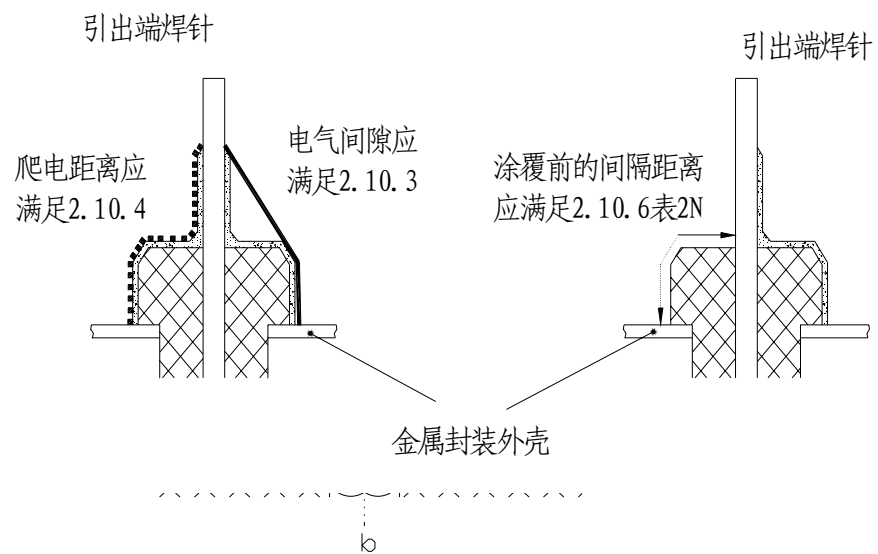 引出端焊针
引出端焊针
爬电距离应
满足2.10.4
电气间隙应
满足2.10.3
涂覆前的间隔距离
应满足2.10.6表2N
金属封装外壳
b